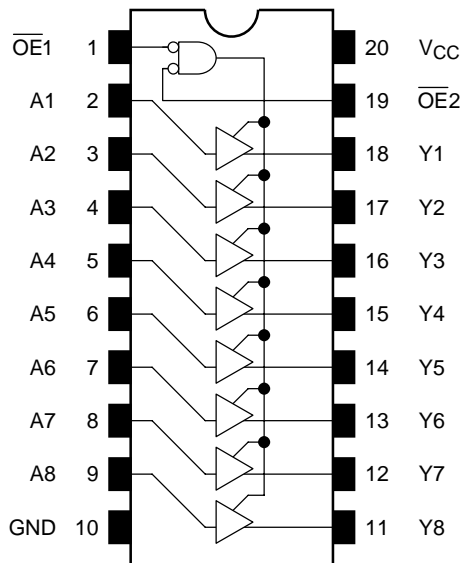 O̅E̅1 1 20 VCC
A1 2 19 O̅E̅2
A2 3 18 Y1
A3 4 17 Y2
A4 5 16 Y3
A5 6 15 Y4
A6 7 14 Y5
A7 8 13 Y6
A8 9 12 Y7
GND 10 11 Y8